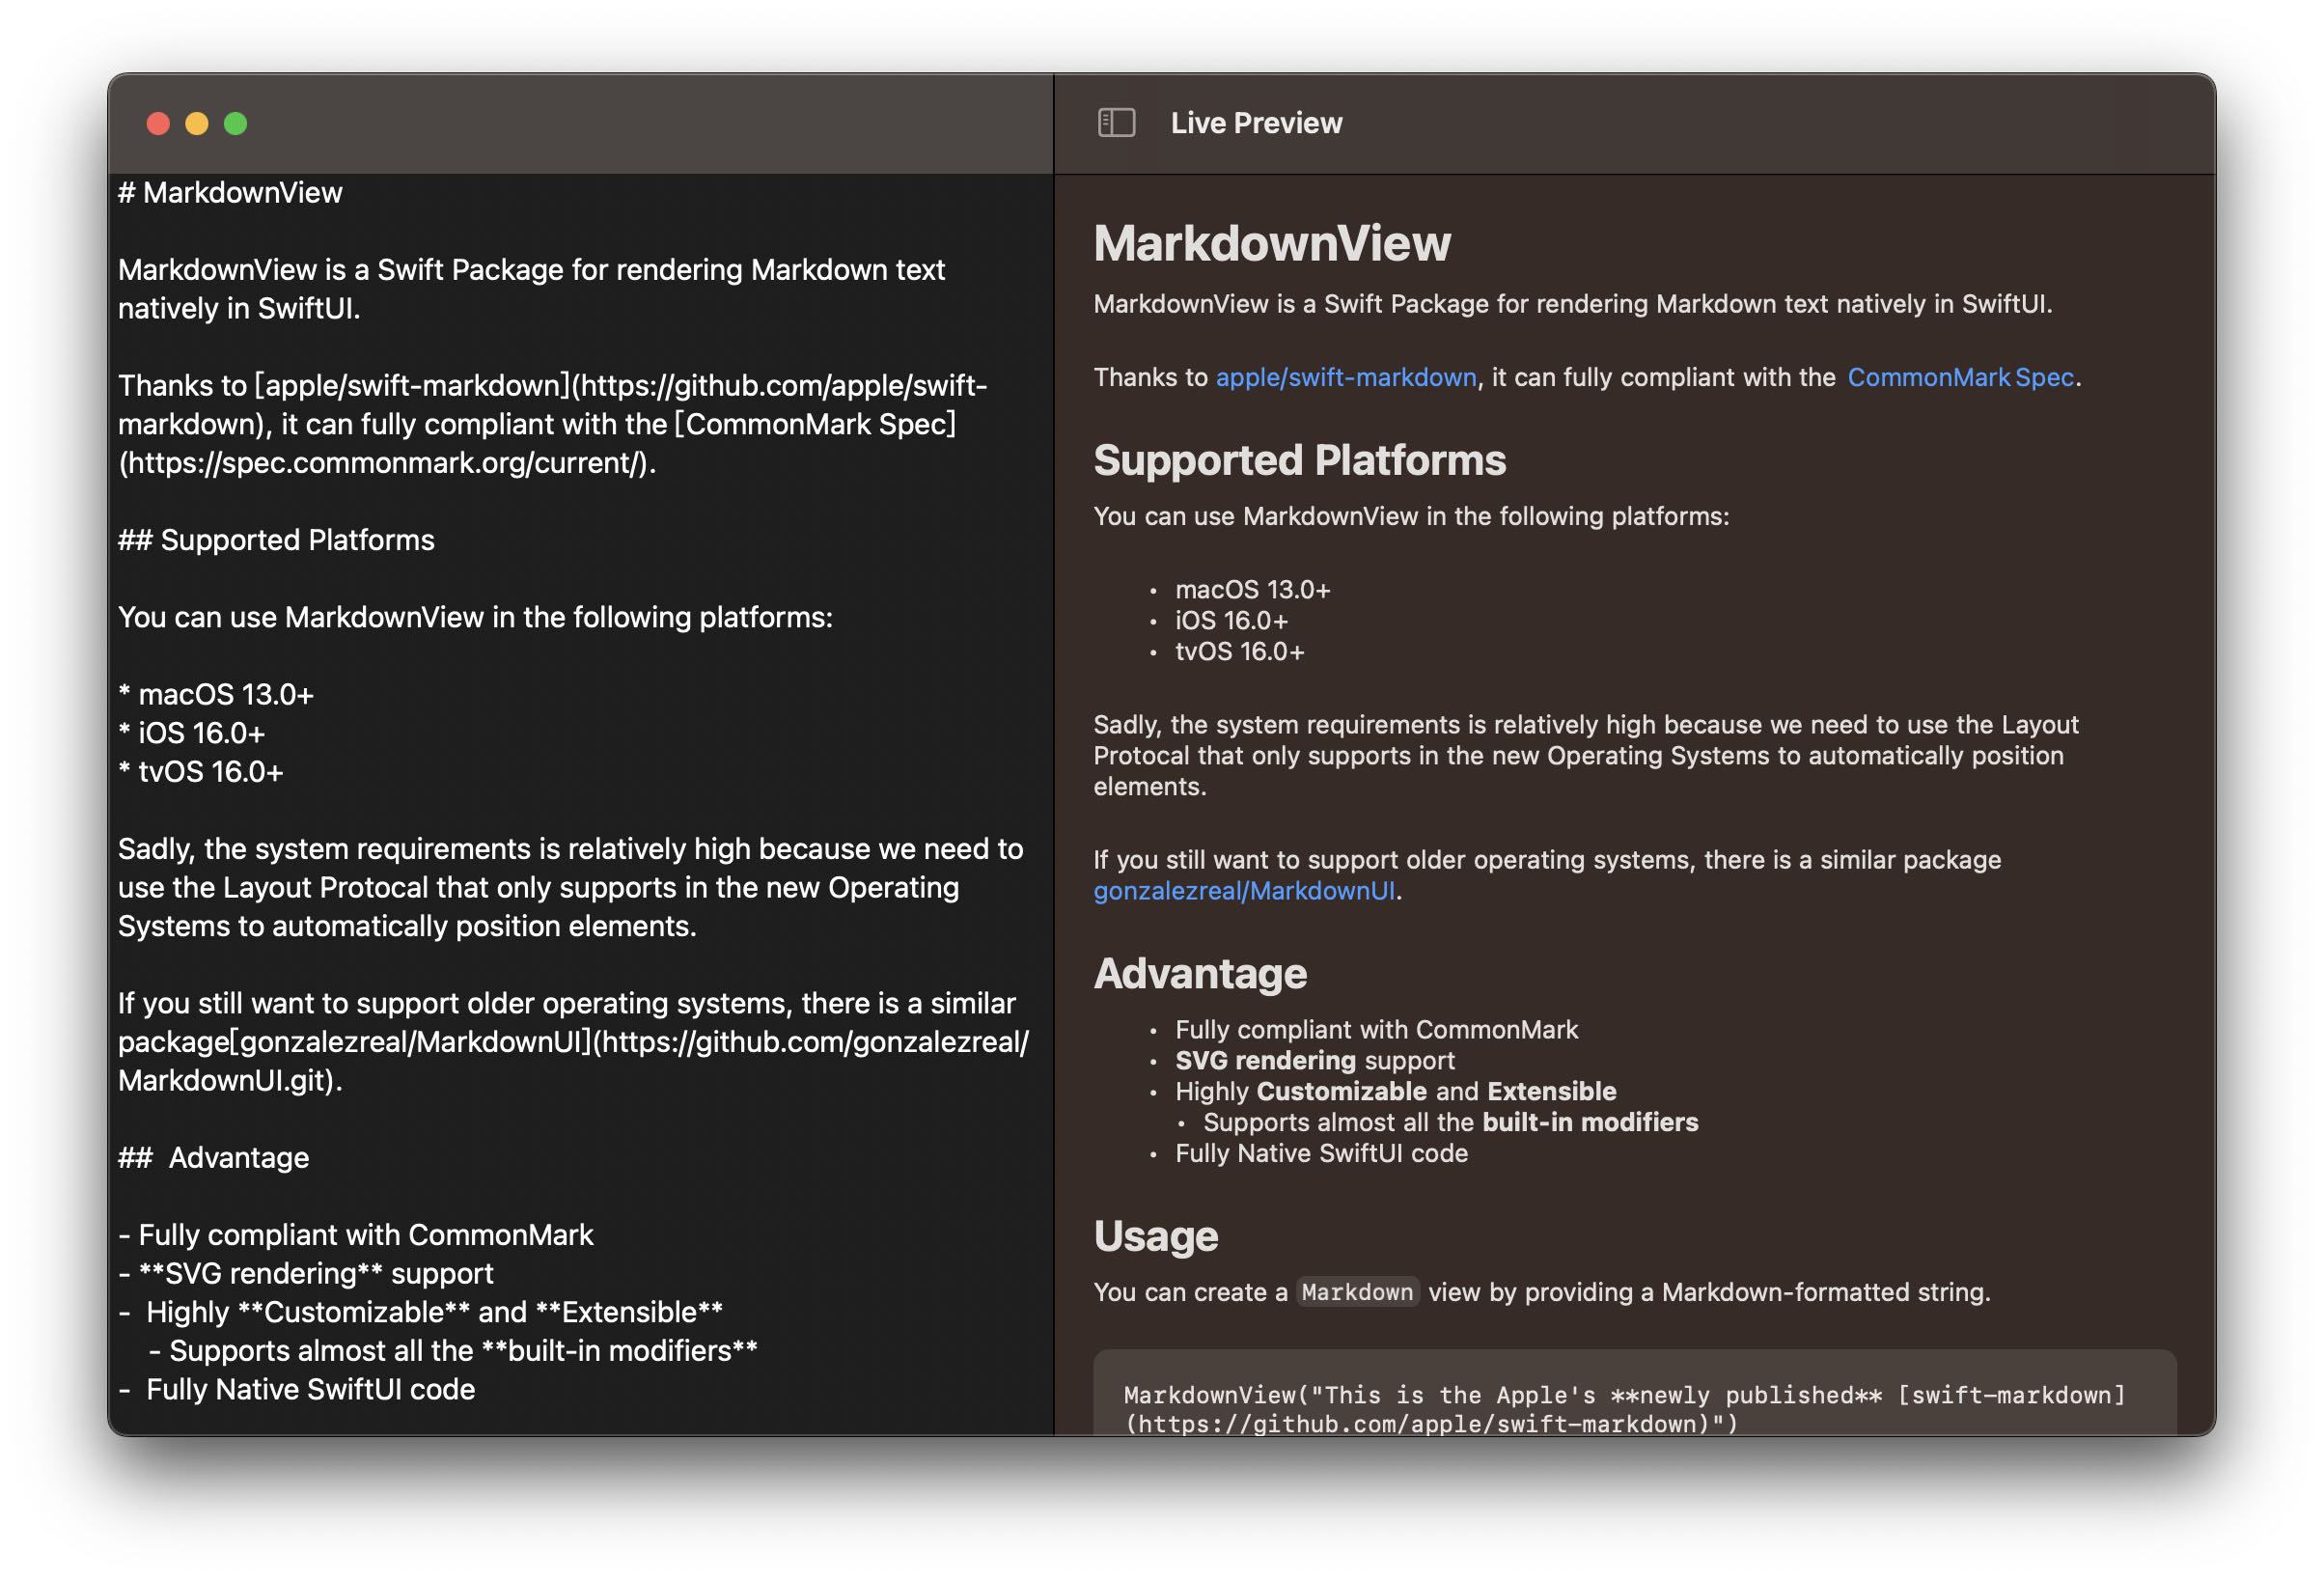 # MarkdownView
MarkdownView is a Swift Package for rendering Markdown text
natively in SwiftUI.
Thanks to [apple/swift-markdown](https://github.com/apple/swift-
markdown), it can fully compliant with the [CommonMark Spec]
(https://spec.commonmark.org/current/).
## Supported Platforms
You can use MarkdownView in the following platforms:
* macOS 13.0+
* iOS 16.0+
* tvOS 16.0+
Sadly, the system requirements is relatively high because we need to
use the Layout Protocal that only supports in the new Operating
Systems to automatically position elements.
If you still want to support older operating systems, there is a similar
package[gonzalezreal/MarkdownUI](https://github.com/gonzalezreal/
MarkdownUI.git).
##  Advantage
- Fully compliant with CommonMark
- **SVG rendering** support
-  Highly **Customizable** and **Extensible**
    - Supports almost all the **built-in modifiers**
-  Fully Native SwiftUI code
Live Preview
MarkdownView
MarkdownView is a Swift Package for rendering Markdown text natively in SwiftUI.
Thanks to apple/swift-markdown, it can fully compliant with the CommonMark Spec.
Supported Platforms
You can use MarkdownView in the following platforms:
• macOS 13.0+
• iOS 16.0+
• tvOS 16.0+
Sadly, the system requirements is relatively high because we need to use the Layout
Protocal that only supports in the new Operating Systems to automatically position
elements.
If you still want to support older operating systems, there is a similar package
gonzalezreal/MarkdownUI.
Advantage
• Fully compliant with CommonMark
• SVG rendering support
• Highly Customizable and Extensible
• Supports almost all the built-in modifiers
• Fully Native SwiftUI code
Usage
You can create a Markdown view by providing a Markdown-formatted string.
MarkdownView("This is the Apple's **newly published** [swift-markdown]
(https://github.com/apple/swift-markdown)")